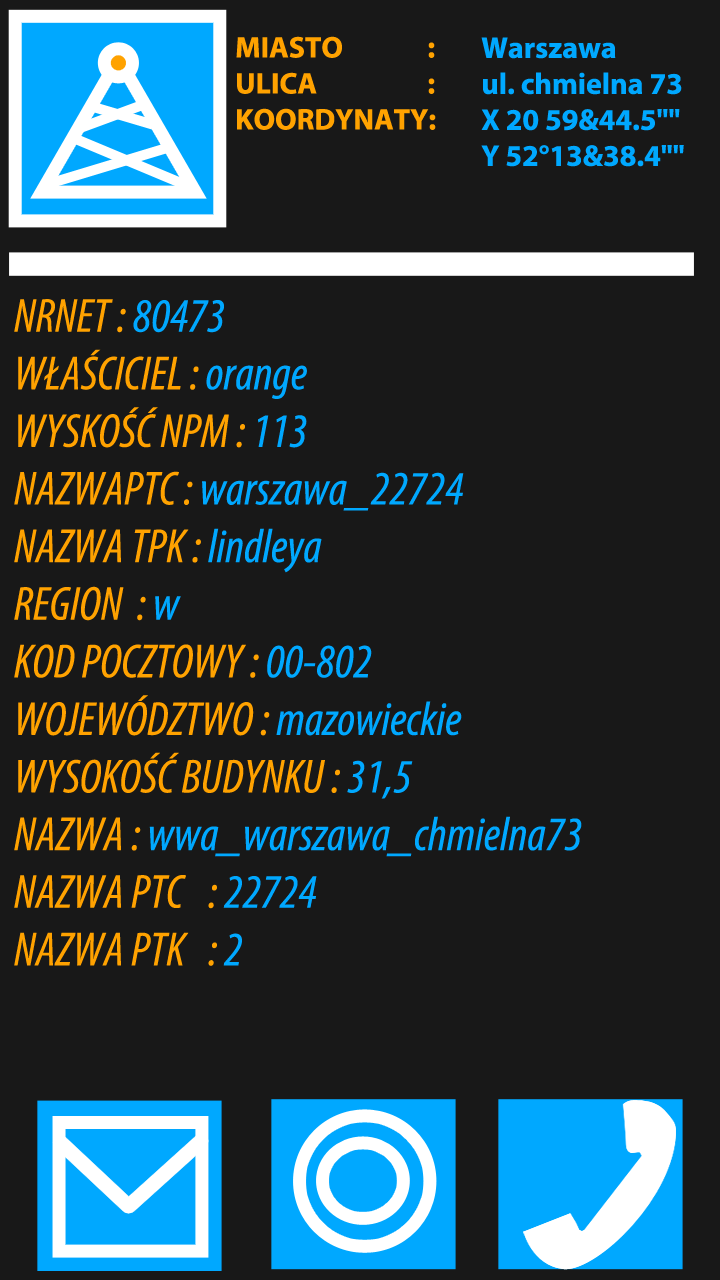 MIASTO : Warszawa
ULICA : ul. chmielna 73
KOORDYNATY: X 20 59&44.5""
Y 52°13&38.4""
NRNET : 80473
WŁAŚCICIEL : orange
WYSKOŚĆ NPM : 113
NAZWAPTC : warszawa_22724
NAZWA TPK : lindleya
REGION : w
KOD POCZTOWY : 00-802
WOJEWÓDZTWO : mazowieckie
WYSOKOŚĆ BUDYNKU : 31,5
NAZWA : wwa_warszawa_chmielna73
NAZWA PTC : 22724
NAZWA PTK : 2